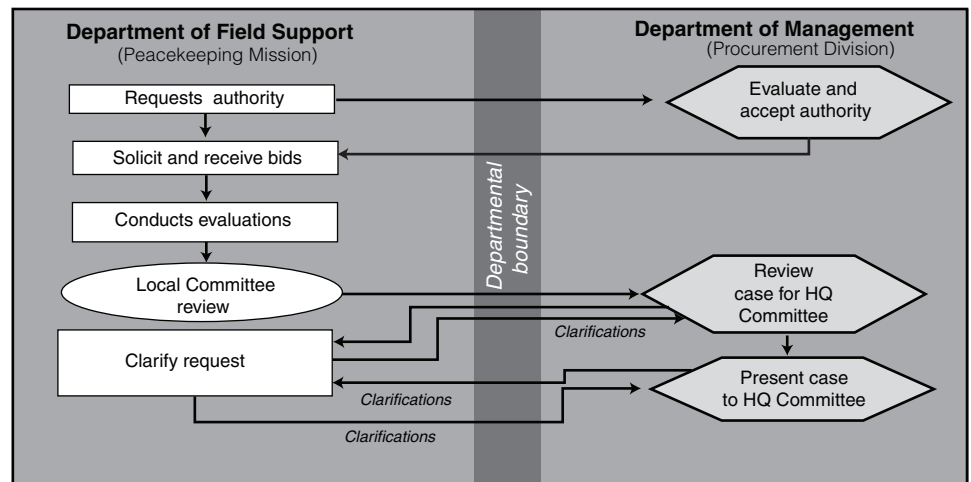 Department of Field Support
(Peacekeeping Mission)
Department of Management
(Procurement Division)
Requests authority
Evaluate and
accept authority
Solicit and receive bids
Conducts evaluations
Departmental
boundary
Local Committee
review
Review
case for HQ
Committee
Clarifications
Clarify request
Present case
to HQ Committee
Clarifications
Clarifications